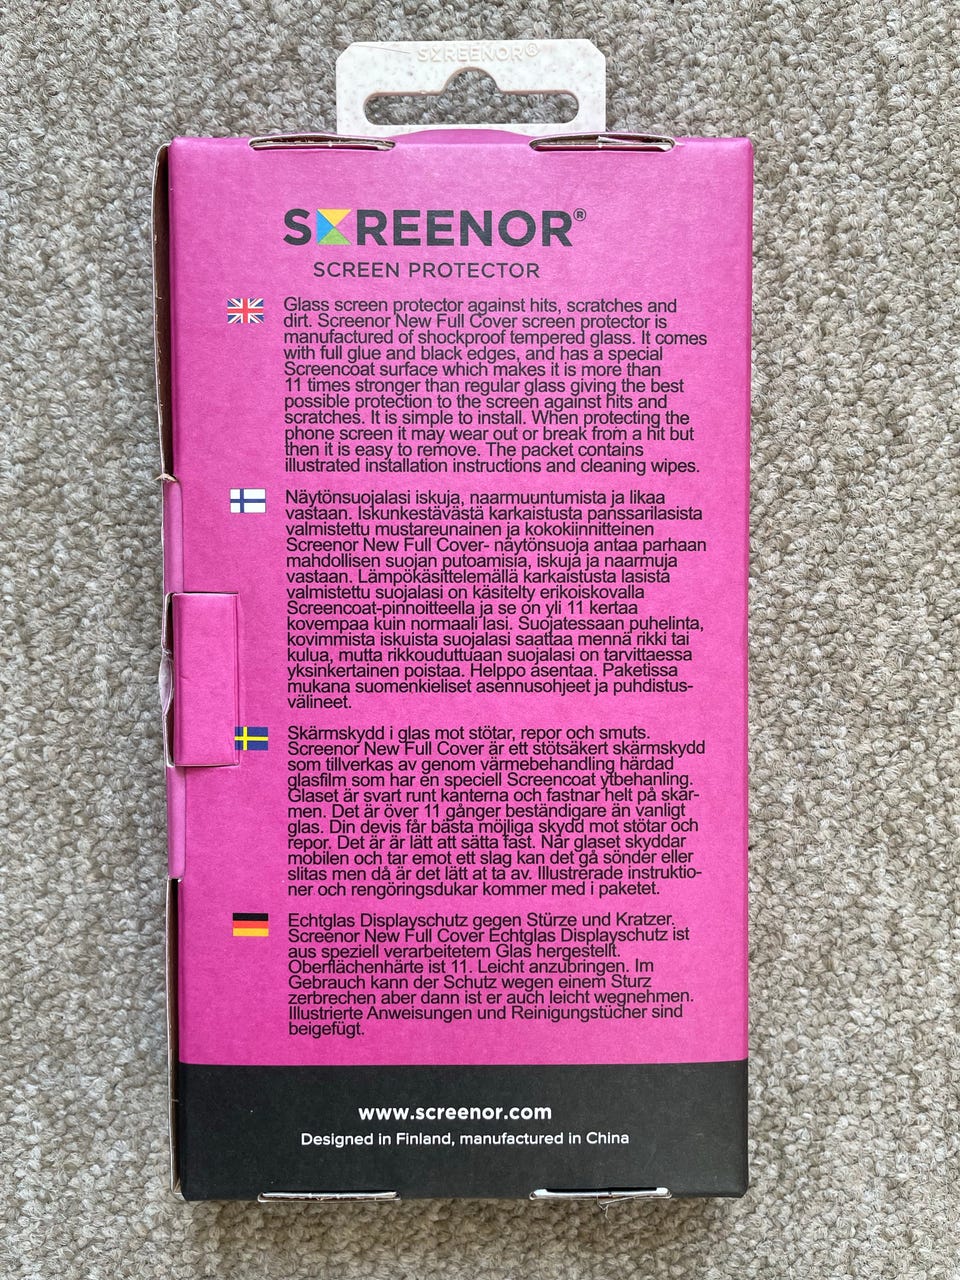 SCREENOR®
SCREENOR®
SCREEN PROTECTOR
Glass screen protector against hits, scratches and
dirt. Screenor New Full Cover screen protector is
manufactured of shockproof tempered glass. It comes
with full glue and black edges, and has a special
Screencoat surface which makes it is more than
11 times stronger than regular glass giving the best
possible protection to the screen against hits and
scratches. It is simple to install. When protecting the
phone screen it may wear out or break from a hit but
then it is easy to remove. The packet contains
illustrated installation instructions and cleaning wipes.
Näytönsuojalasi iskuja, naarmuuntumista ja likaa
vastaan. Iskunkestävästä karkaistusta panssarilasista
valmistettu mustareunainen ja kokokiinnitteinen
Screenor New Full Cover- näytönsuoja antaa parhaan
mahdollisen suojan putoamisia, iskuja ja naarmuja
vastaan. Lämpökäsittelemällä karkaistusta lasista
valmistettu suojalasi on käsitelty erikoiskovalla
Screencoat-pinnoitteella ja se on yli 11 kertaa
kovempaa kuin normaali lasi. Suojatessaan puhelinta,
kovimmista iskuista suojalasi saattaa mennä rikki tai
kulua, mutta rikkouduttuaan suojalasi on tarvittaessa
yksinkertainen poistaa. Helppo asentaa. Paketissa
mukana suomenkieliset asennusohjeet ja puhdistus-
välineet.
Skärmskydd i glas mot stötar, repor och smuts.
Screenor New Full Cover är ett stötsäkert skärmskydd
som tillverkas av genom värmebehandling härdad
glasfilm som har en speciell Screencoat ytbehanling.
Glaset är svart runt kanterna och fastnar helt på skär-
men. Det är över 11 gånger beständigare än vanligt
glas. Din devis får bästa möjliga skydd mot stötar och
repor. Det är är lätt att sätta fast. När glaset skyddar
mobilen och tar emot ett slag kan det gå sönder eller
slitas men då är det lätt at ta av. Illustrerade instruktio-
ner och rengöringsdukar kommer med i paketet.
Echtglas Displayschutz gegen Stürze und Kratzer.
Screenor New Full Cover Echtglas Displayschutz ist
aus speziell verarbeitetem Glas hergestellt.
Oberflächenhärte ist 11. Leicht anzubringen. Im
Gebrauch kann der Schutz wegen einem Sturz
zerbrechen aber dann ist er auch leicht wegnehmen.
Illustrierte Anweisungen und Reinigungstücher sind
beigefügt.
www.screenor.com
Designed in Finland, manufactured in China